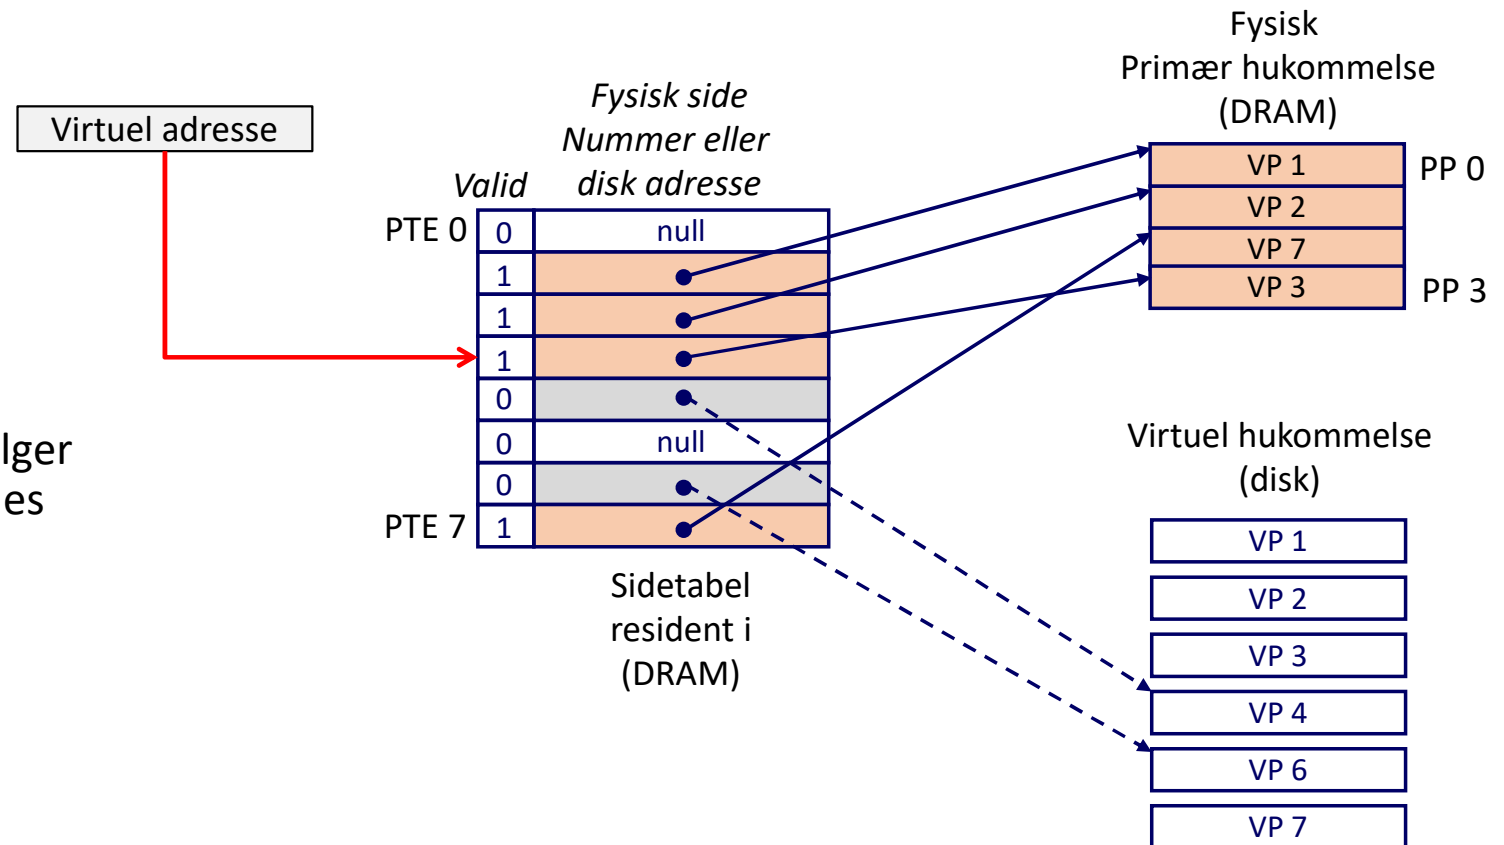 Virtuel adresse
lger
es
Fysisk side
Nummer eller
disk adresse
Valid
PTE 0
0
null
1
1
1
0
0
null
0
PTE 7
1
Sidetabel
resident i
(DRAM)
Fysisk
Primær hukommelse
(DRAM)
VP 1
PP 0
VP 2
VP 7
VP 3
PP 3
Virtuel hukommelse
(disk)
VP 1
VP 2
VP 3
VP 4
VP 6
VP 7